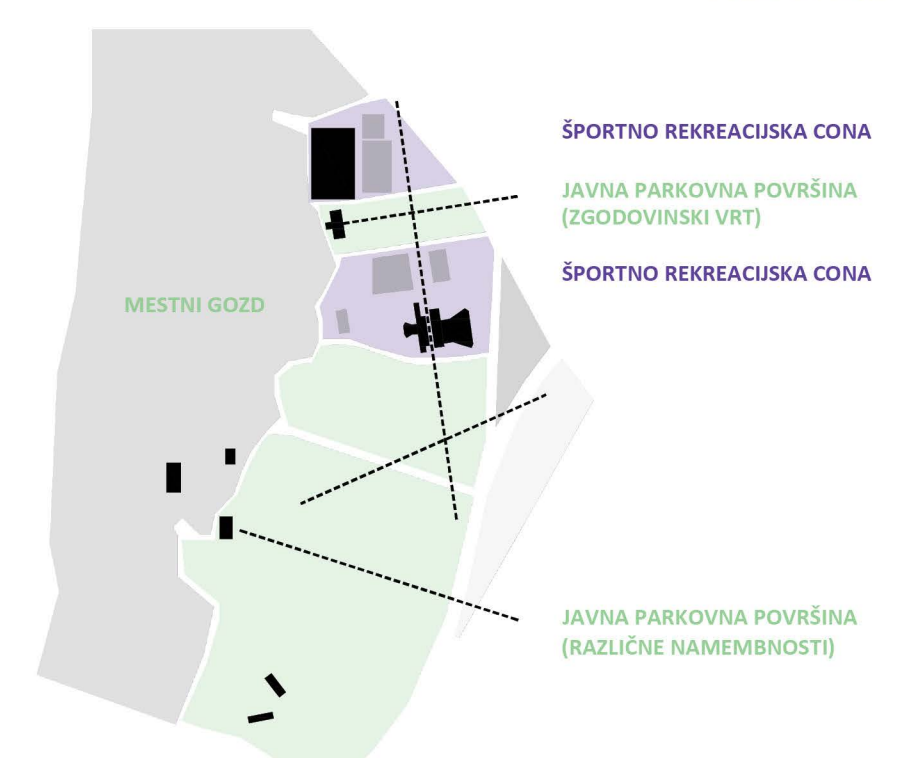 ŠPORTNO REKREACIJSKA CONA
JAVNA PARKOVNA POVRŠINA
(ZGODOVINSKI VRT)
ŠPORTNO REKREACIJSKA CONA
MESTNI GOZD
JAVNA PARKOVNA POVRŠINA
(RAZLIČNE NAMEMBNOSTI)